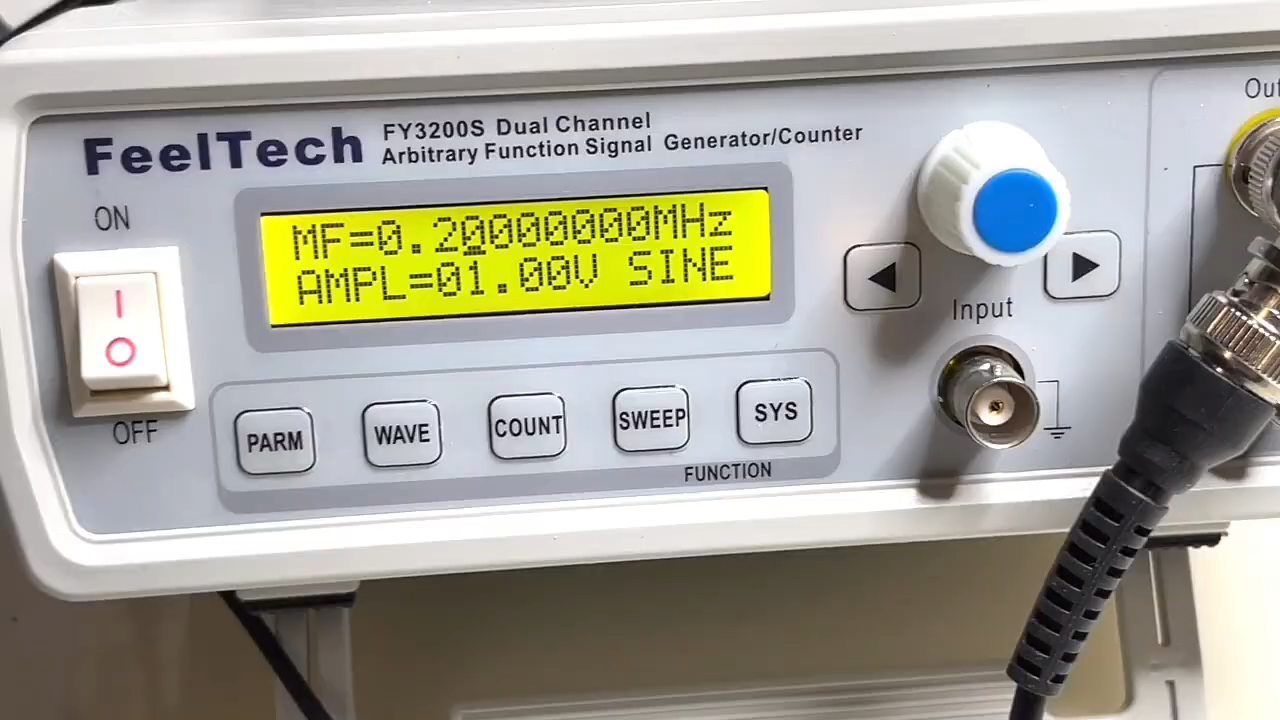 FeelTech
FY3200S Dual Channel
Arbitrary Function Signal Generator/Counter
ON
OFF
MF=0.20000000MHz
AMPL=01.00V SINE
PARM
WAVE
COUNT
SWEEP
SYS
FUNCTION
Input